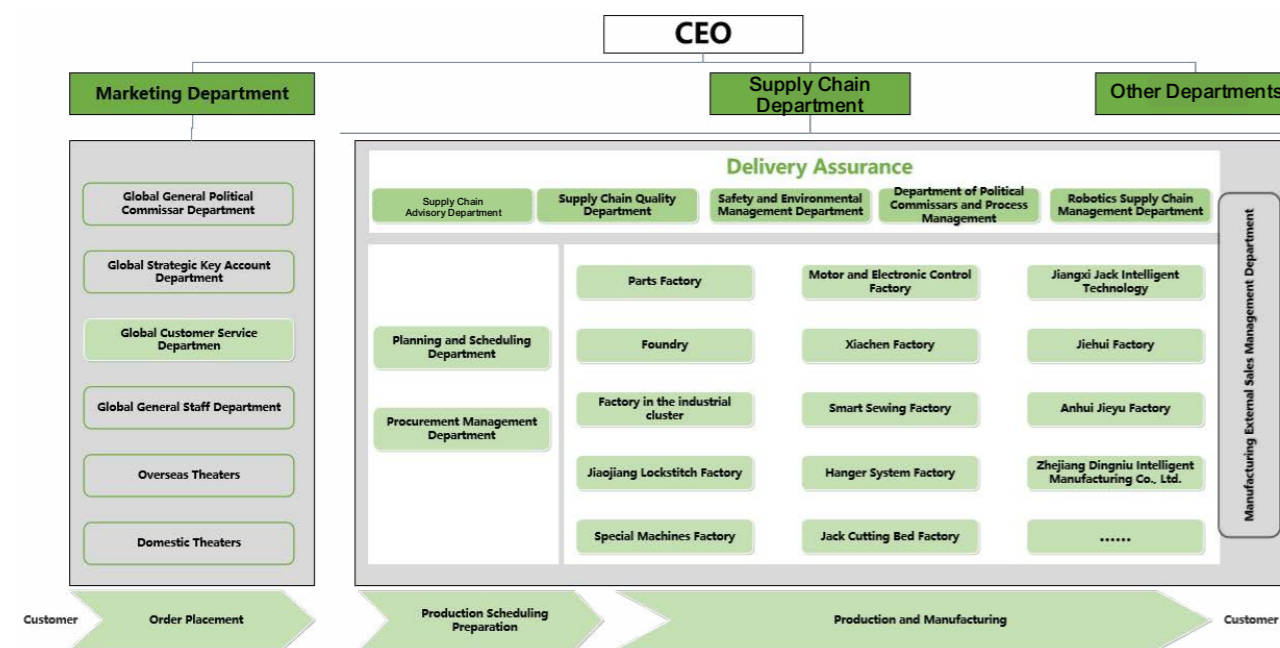 CEO
Marketing Department
Supply Chain
Department
Other Departments
Global General Political
Commissar Department
Global Strategic Key Account
Department
Global Customer Service
Departmen
Global General Staff Department
Overseas Theaters
Domestic Theaters
Delivery Assurance
Supply Chain
Advisory Department
Supply Chain Quality
Department
Safety and Environmental
Management Department
Department of Political
Commissars and Process
Management
Robotics Supply Chain
Management Department
Planning and Scheduling
Department
Procurement Management
Department
Parts Factory
Motor and Electronic Control
Factory
Jiangxi Jack Intelligent
Technology
Foundry
Xiachen Factory
Jiehui Factory
Factory in the industrial
cluster
Smart Sewing Factory
Anhui Jieyu Factory
Jiaojiang Lockstitch Factory
Hanger System Factory
Zhejiang Dingniu Intelligent
Manufacturing Co., Ltd.
Special Machines Factory
Jack Cutting Bed Factory
......
Manufacturing External Sales Management Department
Customer
Order Placement
Production Scheduling
Preparation
Production and Manufacturing
Customer